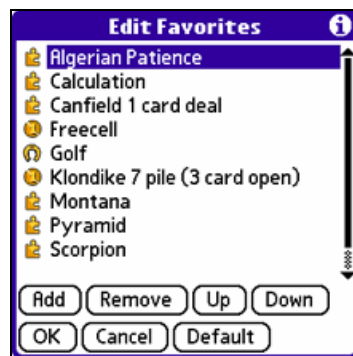 Edit Favorites
Algerian Patience
Calculation
Canfield 1 card deal
Freecell
Golf
Klondike 7 pile (3 card open)
Montana
Pyramid
Scorpion
Add Remove Up Down
OK Cancel Default